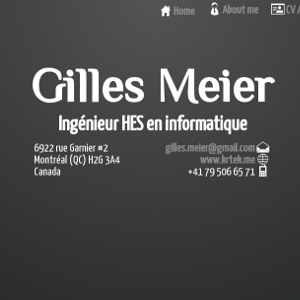 Home About me CV
Gilles Meier
Ingénieur HES en informatique
6922 rue Garnier #2
Montréal (QC) H2G 3A4
Canada
gilles.meier@gmail.com
www.krtek.me
+41 79 506 65 71